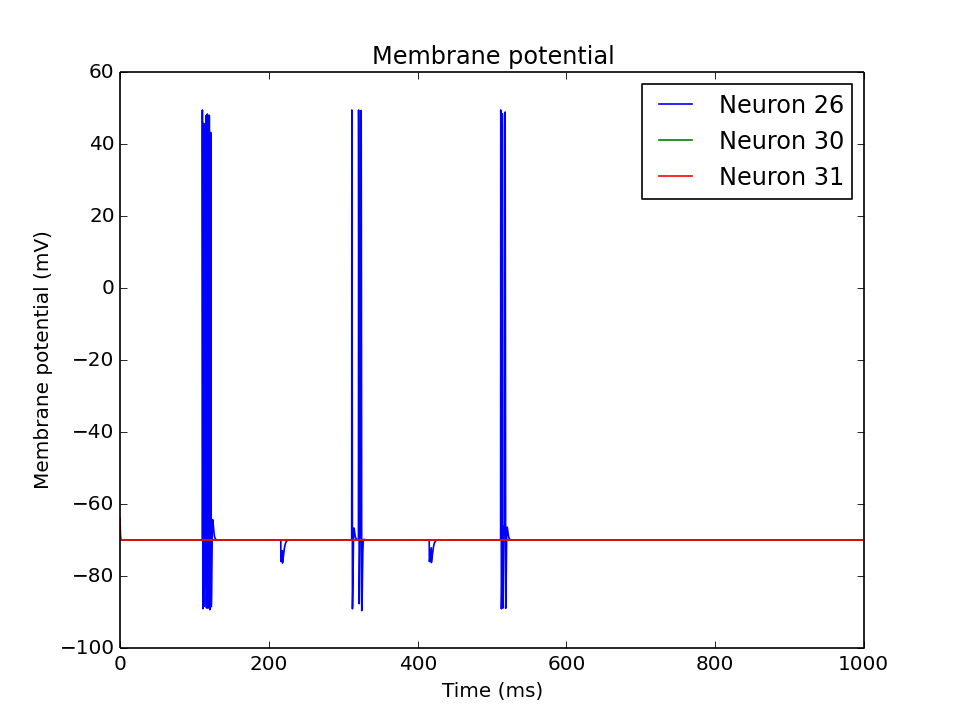 Membrane potential
60
40
20
0
−20
−40
−60
−80
−100
Membrane potential (mV)
Neuron 26
Neuron 30
Neuron 31
0 200 400 600 800 1000
Time (ms)